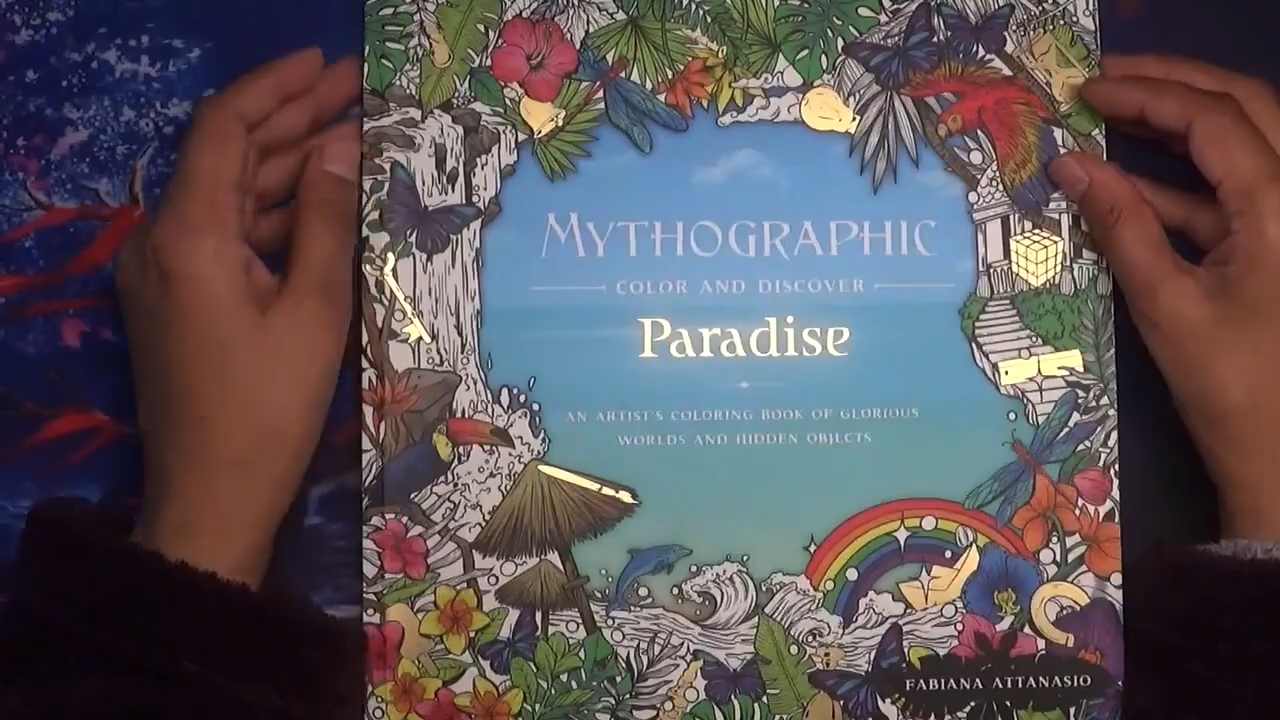 MYTHOGRAPHIC
COLOR AND DISCOVER
Paradise
AN ARTIST'S COLORING BOOK OF GLORIOUS
WORLDS AND HIDDEN OBJECTS
FABIANA ATTANASIO